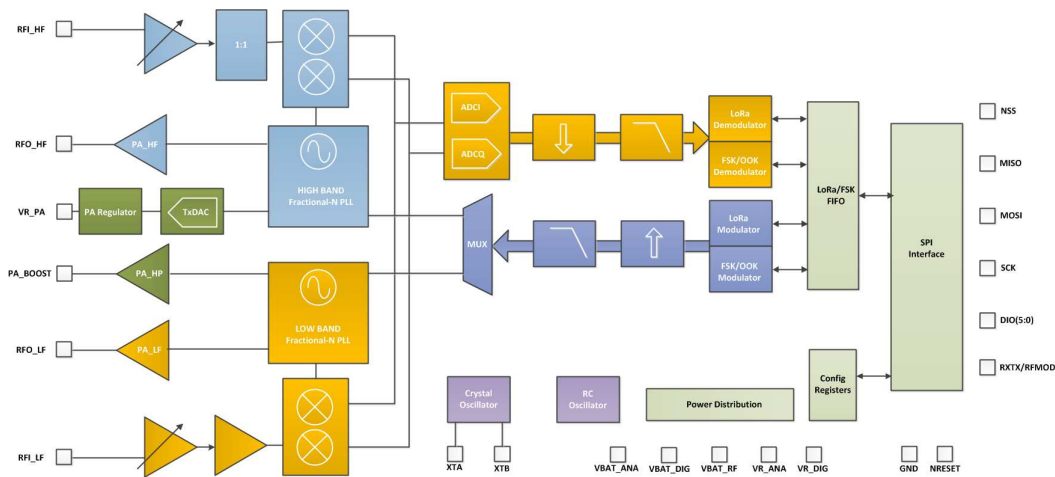 RFI_HF
1:1
RFO_HF
PA_HF
HIGH BAND
Fractional-N PLL
VR_PA
PA Regulator
TxDAC
PA_BOOST
PA_HP
LOW BAND
Fractional-N PLL
RFO_LF
PA_LF
RFI_LF
ADCI
ADCQ
MUX
LoRa
Demodulator
FSK/OOK
Demodulator
LoRa
Modulator
FSK/OOK
Modulator
LoRa/FSK
FIFO
SPI
Interface
Config
Registers
Crystal
Oscillator
RC
Oscillator
Power Distribution
NSS
MISO
MOSI
SCK
DIO(5:0)
RXTX/RFMOD
XTA
XTB
VBAT_ANA
VBAT_DIG
VBAT_RF
VR_ANA
VR_DIG
GND
NRESET